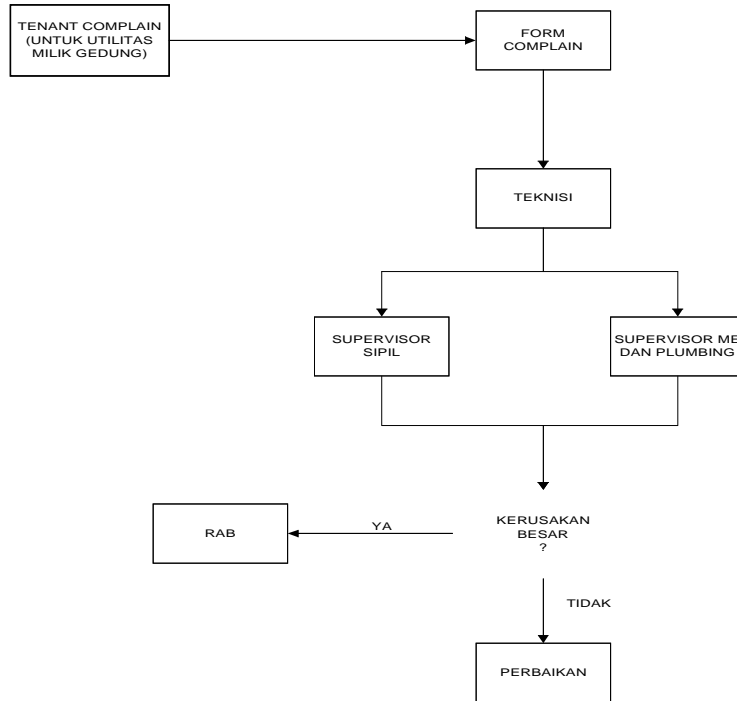 TENANT COMPLAIN
(UNTUK UTILITAS
MILIK GEDUNG)
FORM
COMPLAIN
TEKNISI
SUPERVISOR
SIPIL
SUPERVISOR ME
DAN PLUMBING
KERUSAKAN
BESAR
?
YA
RAB
TIDAK
PERBAIKAN